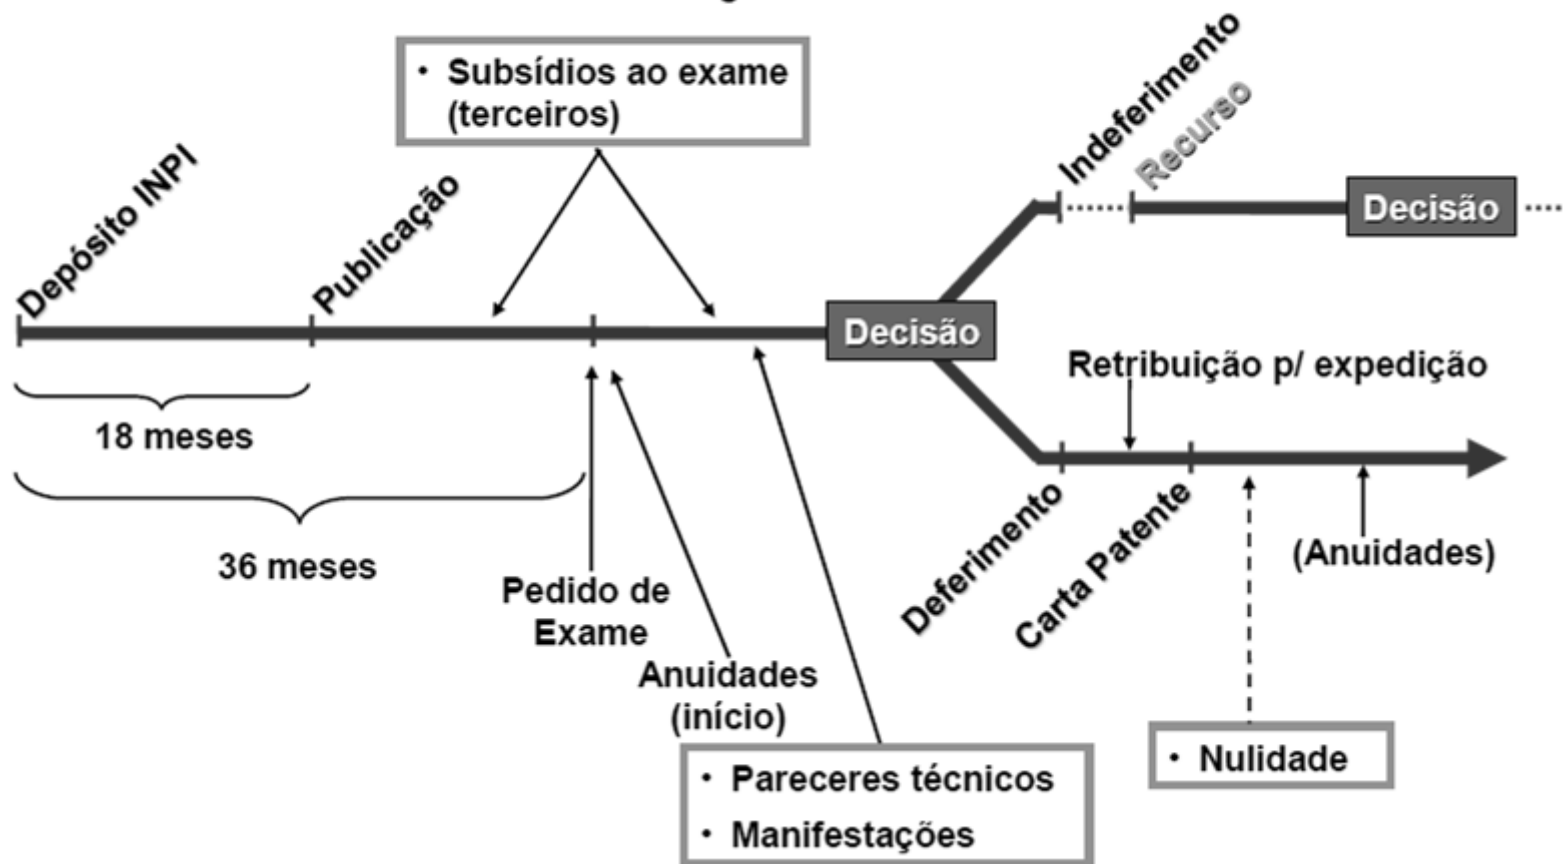 • Subsídios ao exame
(terceiros)
Depósito INPI
Publicação
Indeferimento
Recurso
Decisão
Decisão
18 meses
36 meses
Pedido de
Exame
Anuidades
(início)
• Pareceres técnicos
• Manifestações
Retribuição p/ expedição
Deferimento
Carta Patente
(Anuidades)
• Nulidade